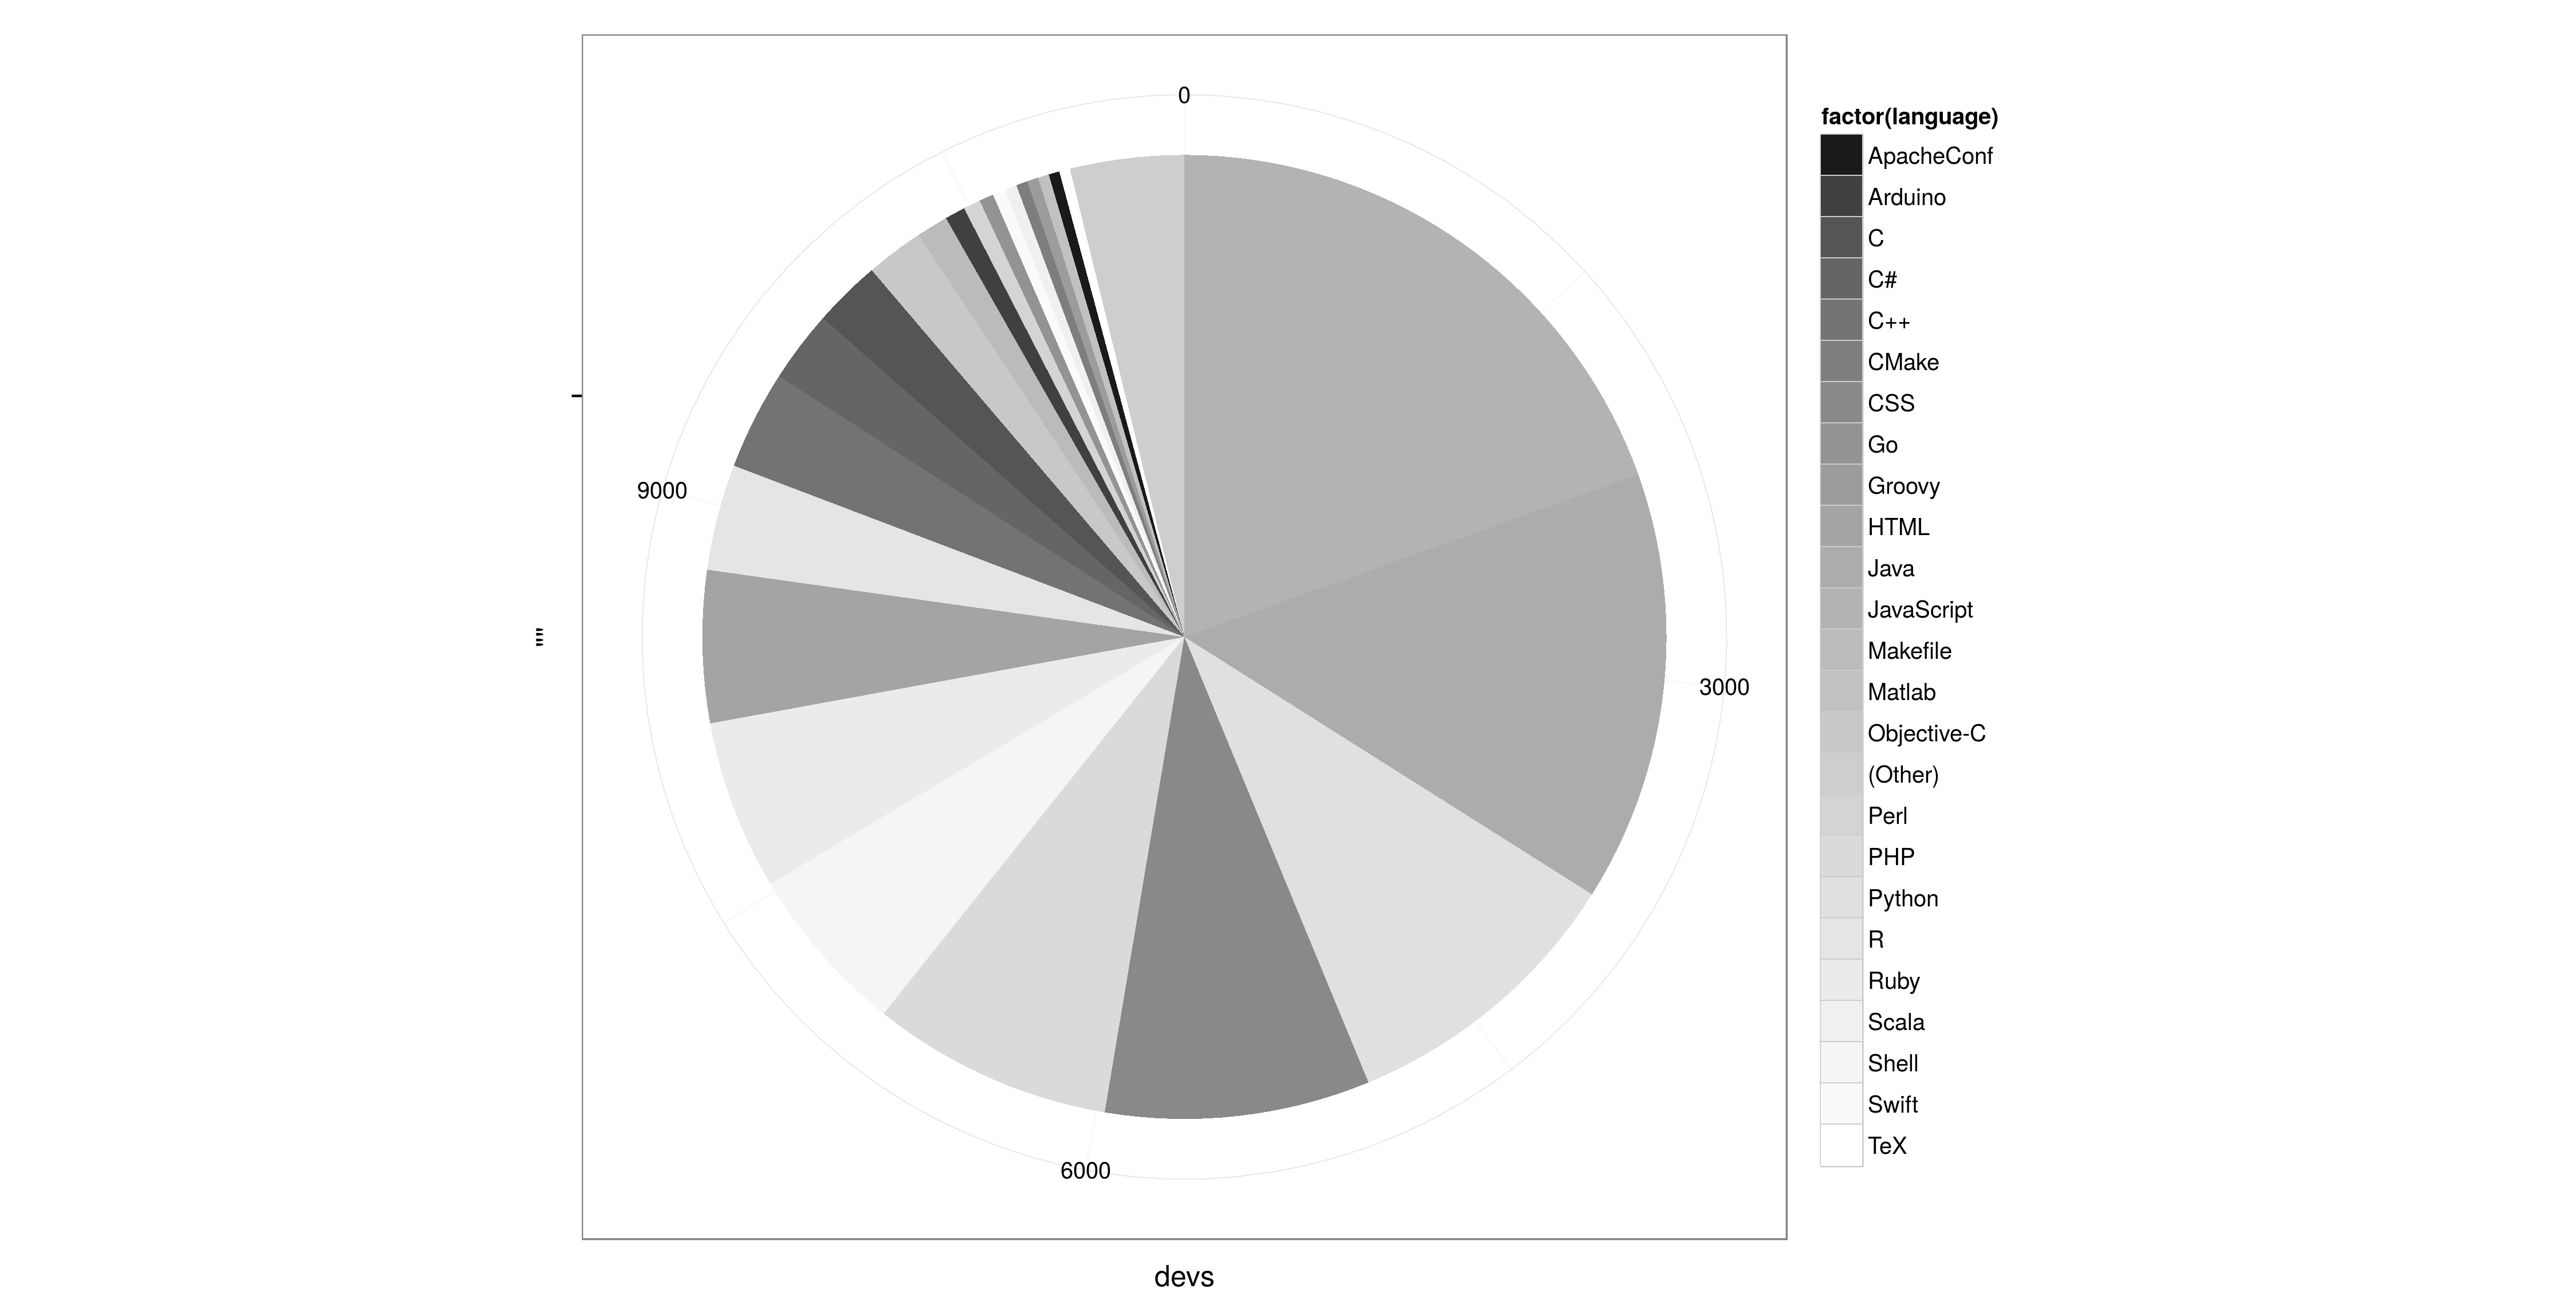 0
3000
6000
9000
""
devs
factor(language)
ApacheConf
Arduino
C
C#
C++
CMake
CSS
Go
Groovy
HTML
Java
JavaScript
Makefile
Matlab
Objective-C
(Other)
Perl
PHP
Python
R
Ruby
Scala
Shell
Swift
TeX